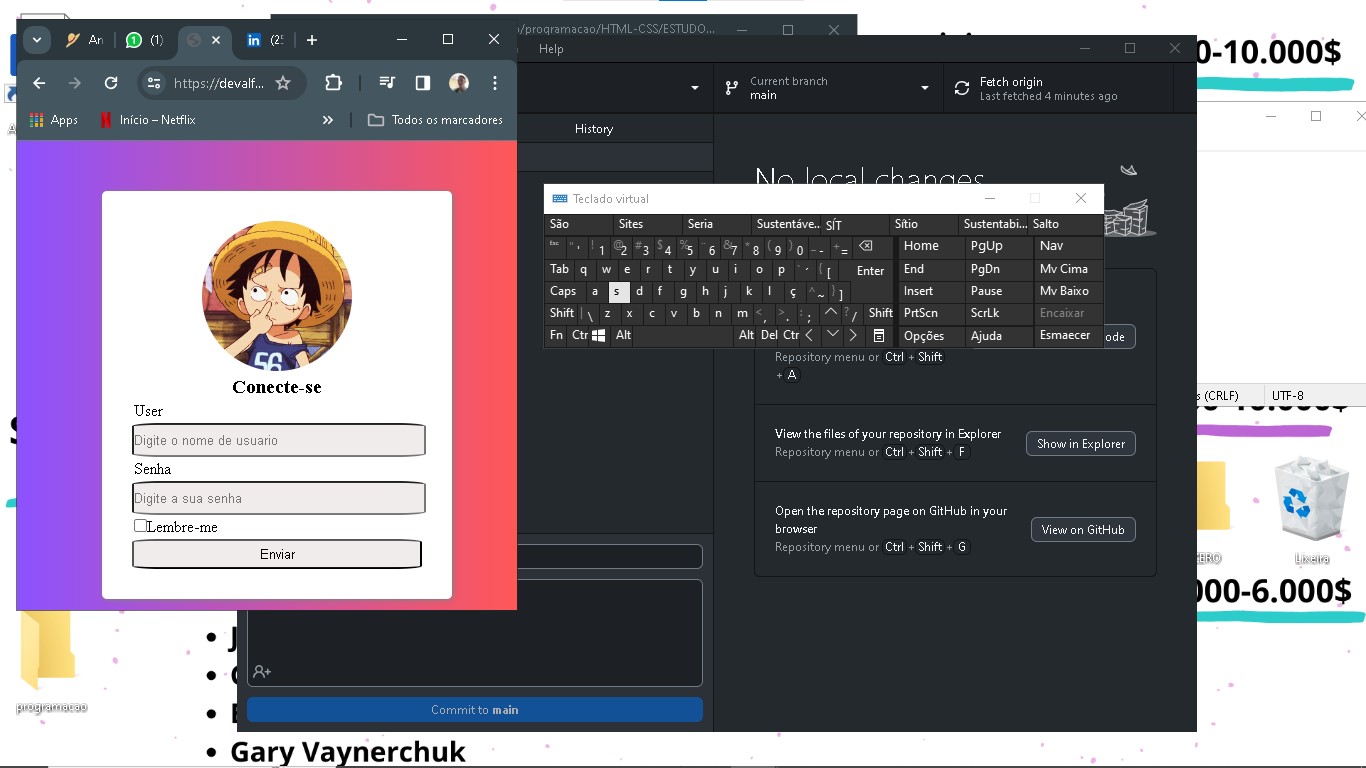 /programacao/HTML-CSS/ESTUDO...
(1)
https://devalf...
Apps
Início – Netflix
Todos os marcadores
Conecte-se
User
Digite o nome de usuario
Senha
Digite a sua senha
Lembre-me
Enviar
Help
Current branch
main
Fetch origin
Last fetched 4 minutes ago
History
No local changes
Teclado virtual
São Sites Seria Sustentáve... SÍT Sítio Sustentabi... Salto
Esc " ' ! 1 @ 2 # 3 $ 4 % 5 ¨ 6 & 7 * 8 ( 9 ) 0 _ - + = Home PgUp Nav
Tab q w e r t y u i o p ` ´ { [ Enter End PgDn Mv Cima
Caps a s d f g h j k l ç ^ ~ } ] Insert Pause Mv Baixo
Shift | \ z x c v b n m < , > . : ; ? / Shift PrtScn ScrLk Encaixar
Fn Ctr Alt Alt Del Ctr Opções Ajuda Esmaecer
ode
Repository menu or Ctrl + Shift
+ A
View the files of your repository in Explorer
Repository menu or Ctrl + Shift + F
Show in Explorer
Open the repository page on GitHub in your
browser
Repository menu or Ctrl + Shift + G
View on GitHub
Commit to main
0-10.000$
s (CRLF)
UTF-8
ERO
Lixeira
000-6.000$
programacao
Gary Vaynerchuk